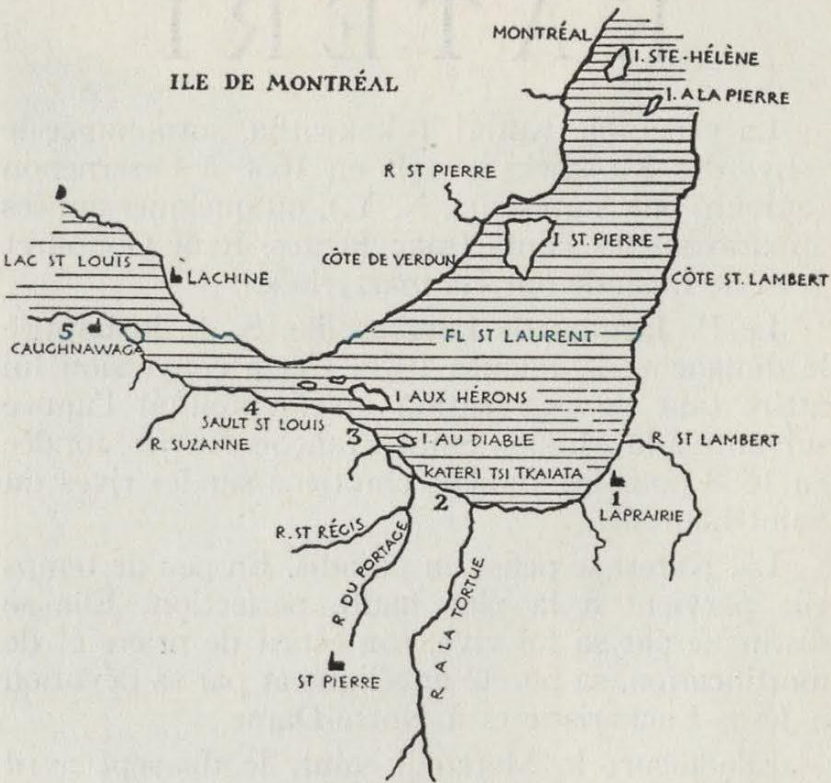 MONTRÉAL
I. STE-HÉLÈNE
ILE DE MONTRÉAL
I. A LA PIERRE
R ST PIERRE
I ST. PIERRE
LAC ST LOUIS
LACHINE
CÔTE DE VERDUN
CÔTE ST. LAMBERT
5
FL ST LAURENT
CAUGHNAWAGA
I AUX HÉRONS
4
SAULT ST LOUIS
3
I. AU DIABLE
R ST LAMBERT
R. SUZANNE
KATERI TSI TKAIATA
2
1
LAPRAIRIE
R. ST RÉGIS
R. DU PORTAGE
R. A LA TORTUE
ST PIERRE